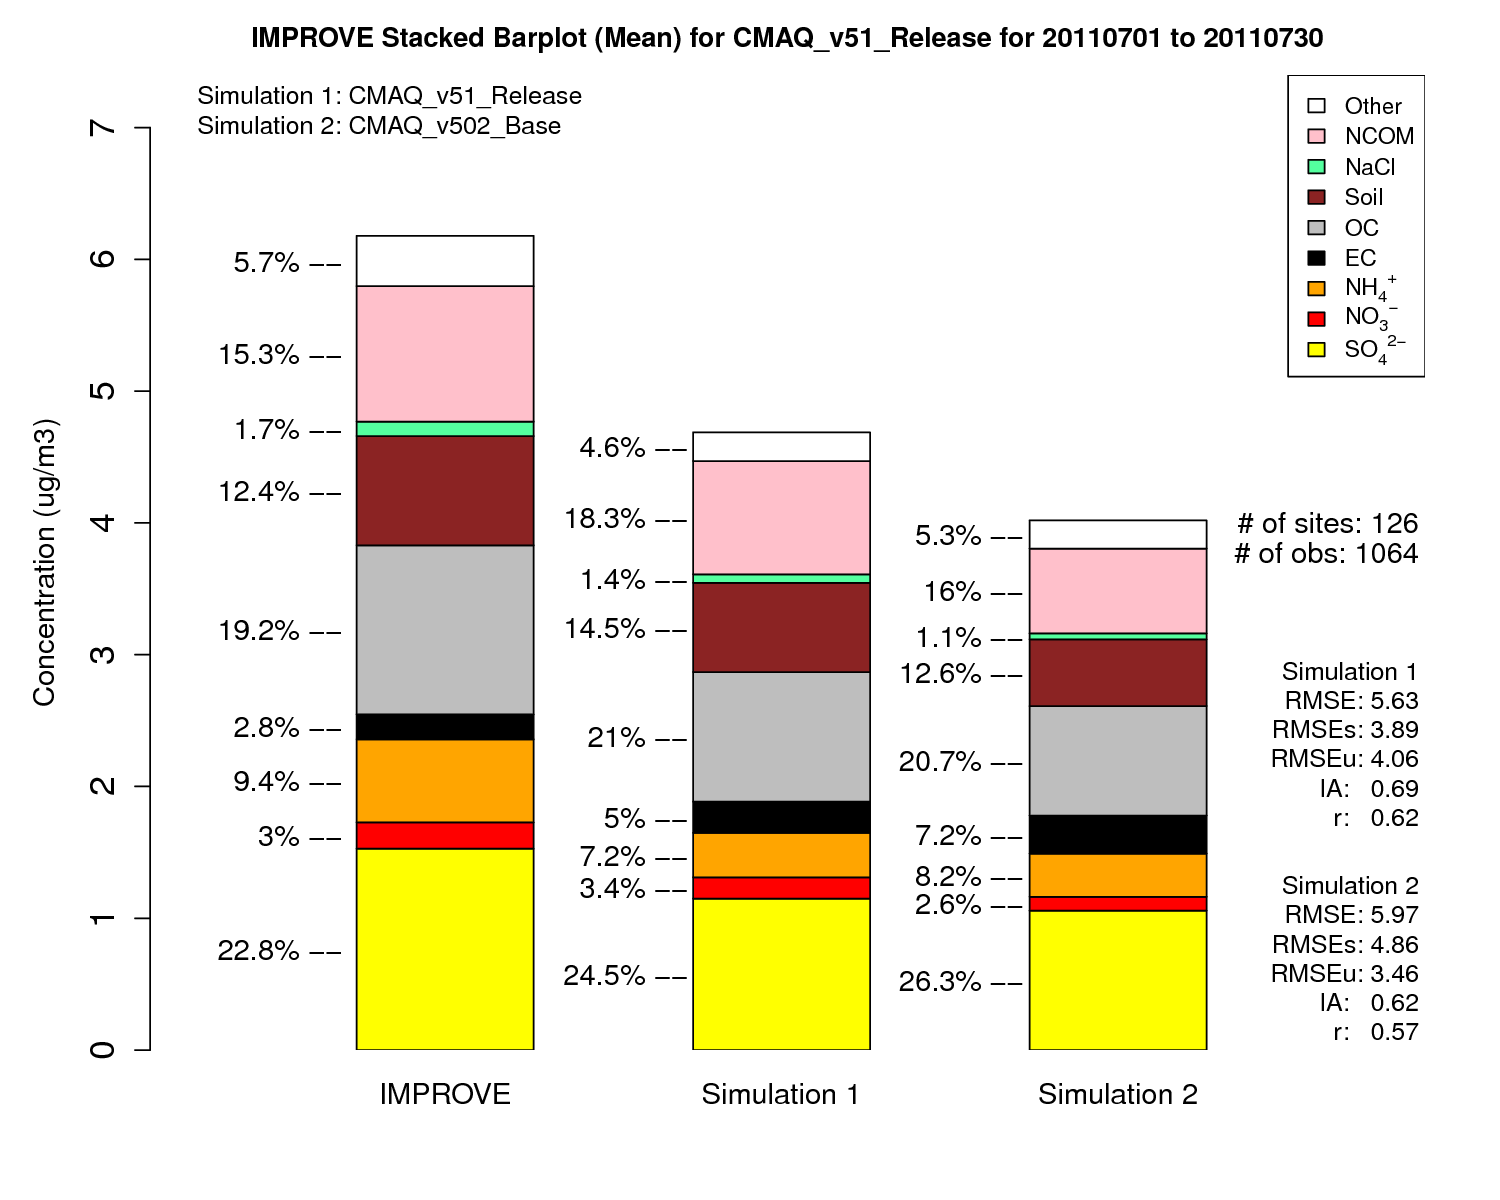 IMPROVE Stacked Barplot (Mean) for CMAQ_v51_Release for 20110701 to 20110730
Simulation 1: CMAQ_v51_Release
Simulation 2: CMAQ_v502_Base
Other
NCOM
NaCl
Soil
OC
EC
NH₄⁺
NO₃⁻
SO₄²⁻
Concentration (ug/m3)
7
6
5
4
3
2
1
0
5.7% −−
15.3% −−
1.7% −−
12.4% −−
19.2% −−
2.8% −−
9.4% −−
3% −−
22.8% −−
4.6% −−
18.3% −−
1.4% −−
14.5% −−
21% −−
5% −−
7.2% −−
3.4% −−
24.5% −−
5.3% −−
16% −−
1.1% −−
12.6% −−
20.7% −−
7.2% −−
8.2% −−
2.6% −−
26.3% −−
# of sites: 126
# of obs: 1064
Simulation 1
RMSE: 5.63
RMSEs: 3.89
RMSEu: 4.06
IA: 0.69
r: 0.62
Simulation 2
RMSE: 5.97
RMSEs: 4.86
RMSEu: 3.46
IA: 0.62
r: 0.57
IMPROVE
Simulation 1
Simulation 2